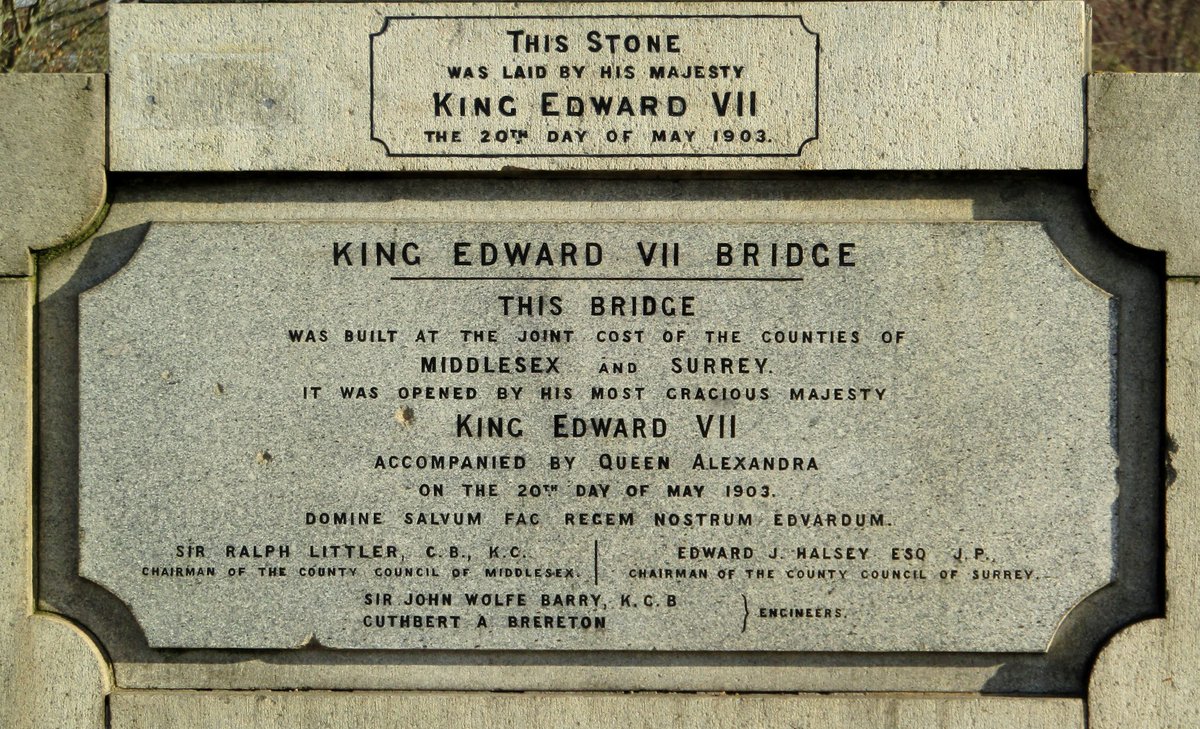 THIS STONE
WAS LAID BY HIS MAJESTY
KING EDWARD VII
THE 20TH DAY OF MAY 1903.
KING EDWARD VII BRIDGE
THIS BRIDGE
WAS BUILT AT THE JOINT COST OF THE COUNTIES OF
MIDDLESEX AND SURREY.
IT WAS OPENED BY HIS MOST GRACIOUS MAJESTY
KING EDWARD VII
ACCOMPANIED BY QUEEN ALEXANDRA
ON THE 20TH DAY OF MAY 1903.
DOMINE SALVUM FAC REGEM NOSTRUM EDVARDUM.
SIR RALPH LITTLER, C.B., K.C.
CHAIRMAN OF THE COUNTY COUNCIL OF MIDDLESEX.
EDWARD J. HALSEY ESQ J.P.,
CHAIRMAN OF THE COUNTY COUNCIL OF SURREY.
SIR JOHN WOLFE BARRY, K.C.B
CUTHBERT A. BRERETON
ENGINEERS.